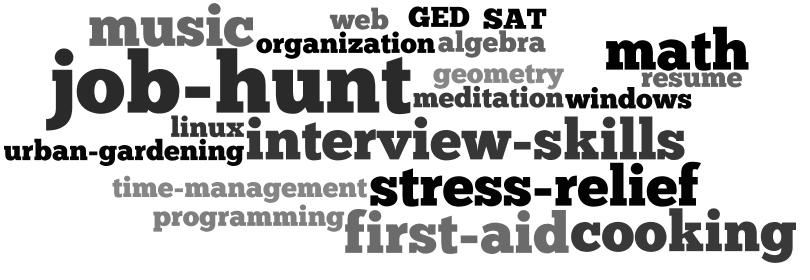 web GED SAT
music
organization algebra
math
job-hunt
geometry resume
meditation windows
linux interview-skills
urban-gardening
time-management stress-relief
programming first-aid cooking